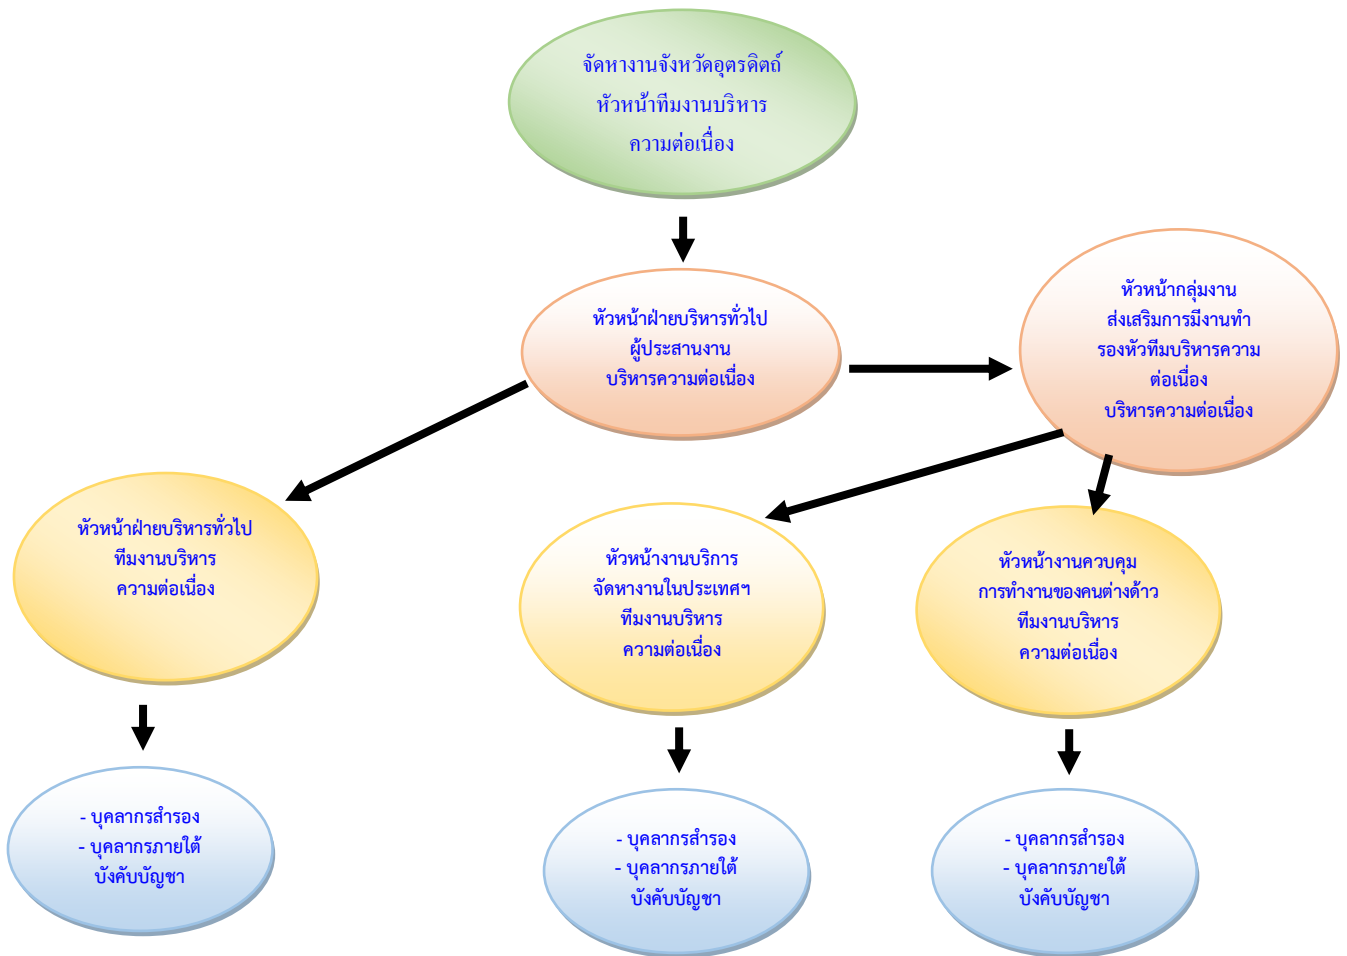 จัดหางานจังหวัดอุตรดิตถ์
หัวหน้าทีมงานบริหาร
ความต่อเนื่อง
หัวหน้าฝ่ายบริหารทั่วไป
ผู้ประสานงาน
บริหารความต่อเนื่อง
หัวหน้ากลุ่มงาน
ส่งเสริมการมีงานทำ
รองหัวทีมบริหารความ
ต่อเนื่อง
บริหารความต่อเนื่อง
หัวหน้าฝ่ายบริหารทั่วไป
ทีมงานบริหาร
ความต่อเนื่อง
หัวหน้างานบริการ
จัดหางานในประเทศฯ
ทีมงานบริหาร
ความต่อเนื่อง
หัวหน้างานควบคุม
การทำงานของคนต่างด้าว
ทีมงานบริหาร
ความต่อเนื่อง
- บุคลากรสำรอง
- บุคลากรภายใต้
บังคับบัญชา
- บุคลากรสำรอง
- บุคลากรภายใต้
บังคับบัญชา
- บุคลากรสำรอง
- บุคลากรภายใต้
บังคับบัญชา